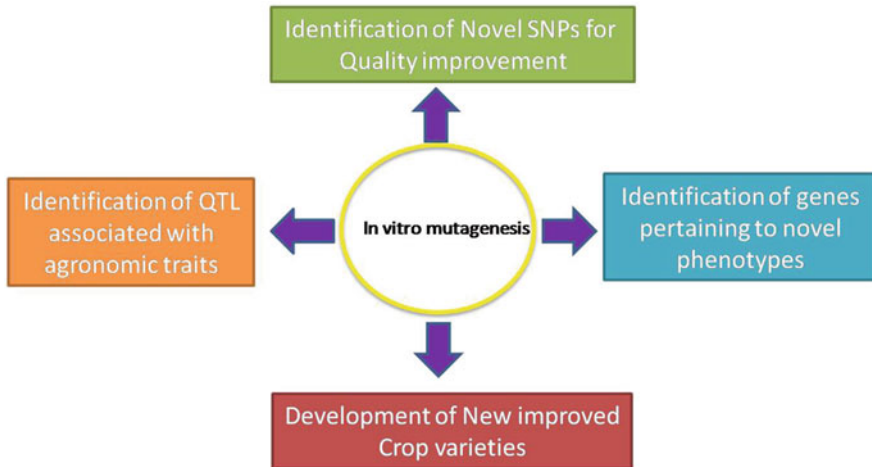 Identification of Novel SNPs for
Quality improvement
Identification of QTL
associated with
agronomic traits
In vitro mutagenesis
Identification of genes
pertaining to novel
phenotypes
Development of New improved
Crop varieties